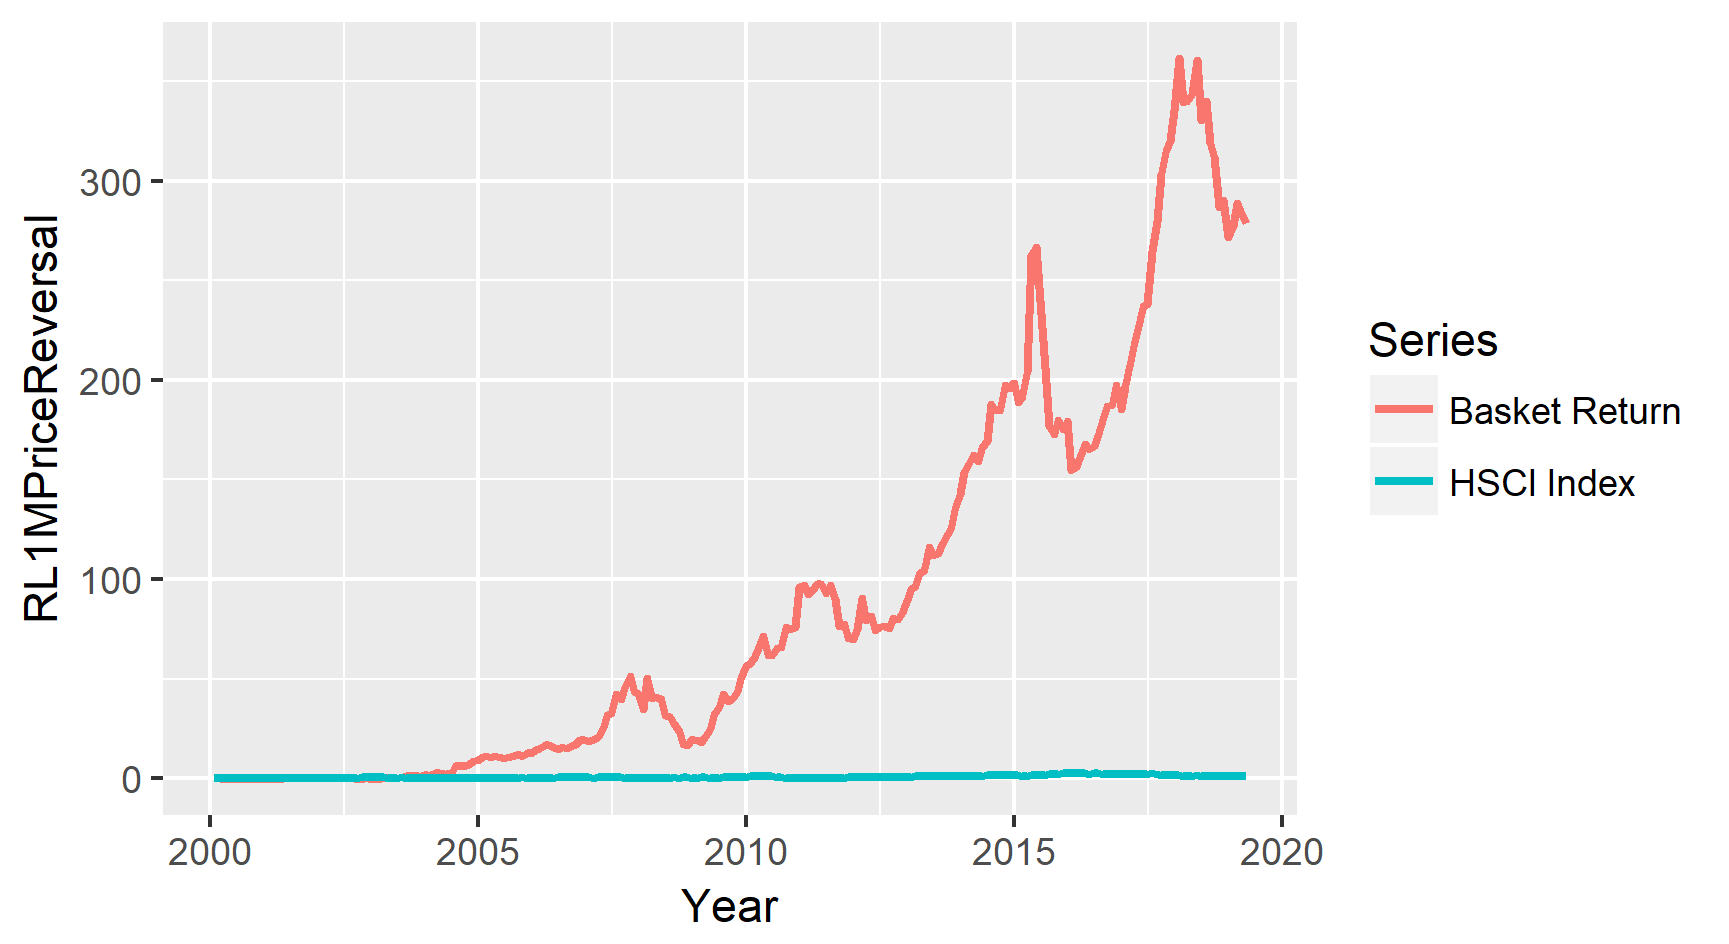 RL1MPriceReversal
300
200
100
0
2000 2005 2010 2015 2020
Year
Series
Basket Return
HSCI Index